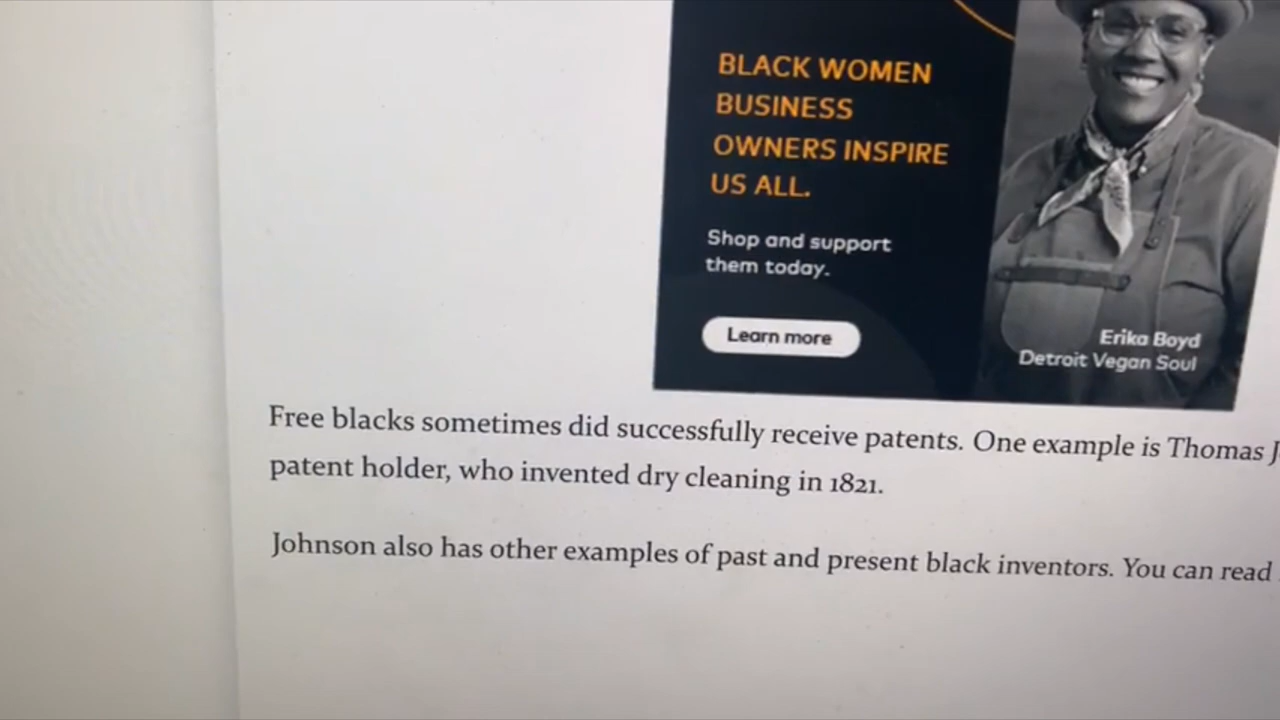 BLACK WOMEN
BUSINESS
OWNERS INSPIRE
US ALL.
Shop and support
them today.
Learn more
Erika Boyd
Detroit Vegan Soul
Free blacks sometimes did successfully receive patents. One example is Thomas
patent holder, who invented dry cleaning in 1821.
Johnson also has other examples of past and present black inventors. You can read